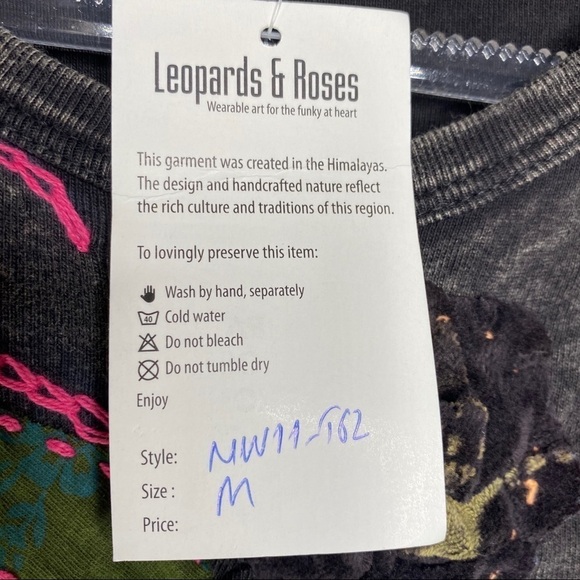 Leopards & Roses
Wearable art for the funky at heart
This garment was created in the Himalayas.
The design and handcrafted nature reflect
the rich culture and traditions of this region.
To lovingly preserve this item:
Wash by hand, separately
40 Cold water
Do not bleach
Do not tumble dry
Enjoy
Style: NW11-T62
Size : M
Price: